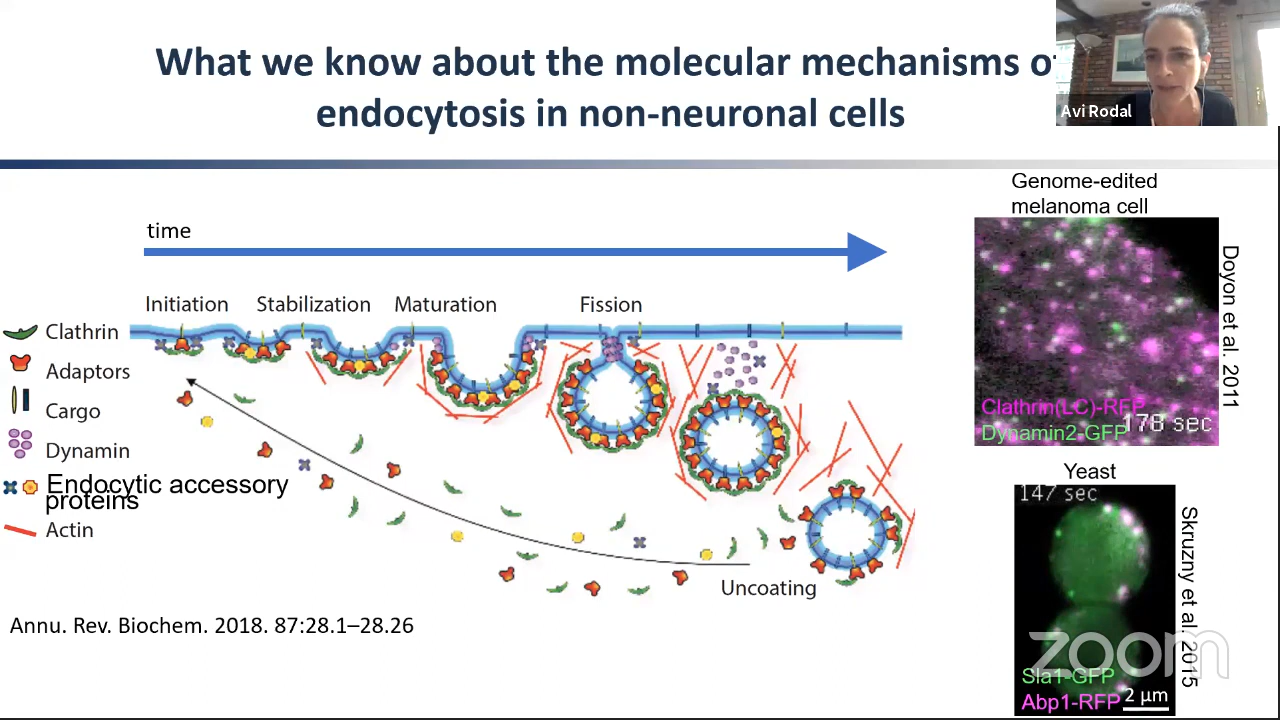 What we know about the molecular mechanisms of
endocytosis in non-neuronal cells
Avi Rodal
time
Initiation
Stabilization
Maturation
Fission
Clathrin
Adaptors
Cargo
Dynamin
Endocytic accessory
proteins
Actin
Uncoating
Annu. Rev. Biochem. 2018. 87:28.1–28.26
Genome-edited
melanoma cell
Clathrin(LC)-RFP
178 sec
Dynamin2-GFP
Doyon et al. 2011
Yeast
147 sec
Sla1-GFP
Abp1-RFP
2 μm
Skruzny et al. 2015
zoom